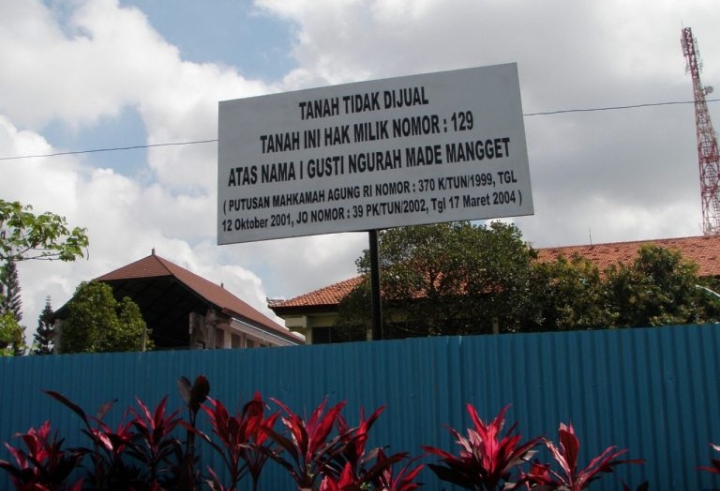 TANAH TIDAK DIJUAL
TANAH INI HAK MILIK NOMOR : 129
ATAS NAMA I GUSTI NGURAH MADE MANGGET
( PUTUSAN MAHKAMAH AGUNG RI NOMOR : 370 K/TUN/1999, TGL
12 Oktober 2001, JO NOMOR : 39 PK/TUN/2002, Tgl 17 Maret 2004 )